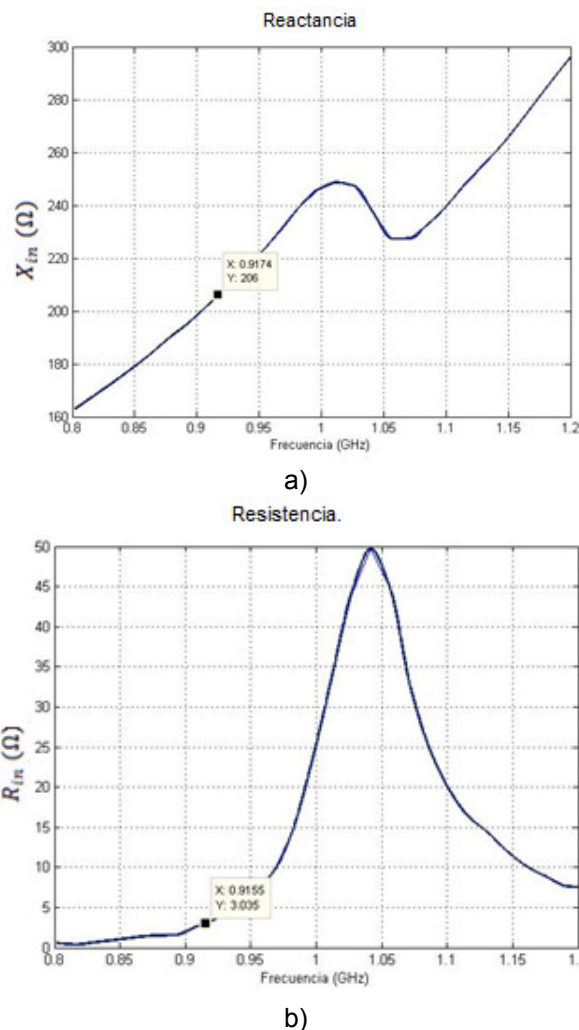 Reactancia
300
280
260
240
220
200
180
160
X: 0.9174
Y: 206
X_in (Ω)
0.8 0.85 0.9 0.95 1 1.05 1.1 1.15 1.2
Frecuencia (GHz)
a)
Resistencia.
50
45
40
35
30
25
20
15
10
5
0
X: 0.9155
Y: 3.035
R_in (Ω)
0.8 0.85 0.9 0.95 1 1.05 1.1 1.15 1.
Frecuencia (GHz)
b)